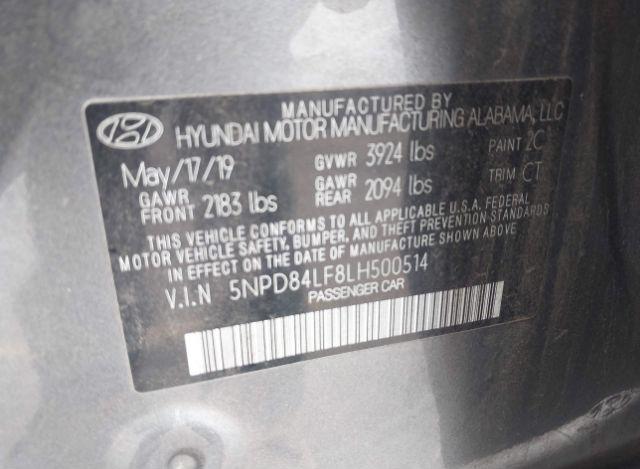 MANUFACTURED BY
HYUNDAI MOTOR MANUFACTURING ALABAMA, LLC
May/17/19 GVWR 3924 lbs PAINT 2C
GAWR FRONT 2183 lbs GAWR REAR 2094 lbs TRIM CT
THIS VEHICLE CONFORMS TO ALL APPLICABLE U.S.A. FEDERAL
MOTOR VEHICLE SAFETY, BUMPER, AND THEFT PREVENTION STANDARDS
IN EFFECT ON THE DATE OF MANUFACTURE SHOWN ABOVE
V.I.N 5NPD84LF8LH500514
PASSENGER CAR